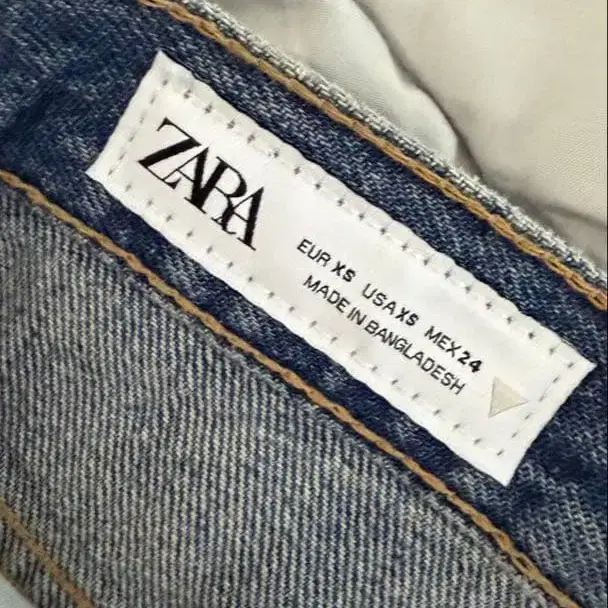 ZARA
EUR XS USA XS MEX 24
MADE IN BANGLADESH